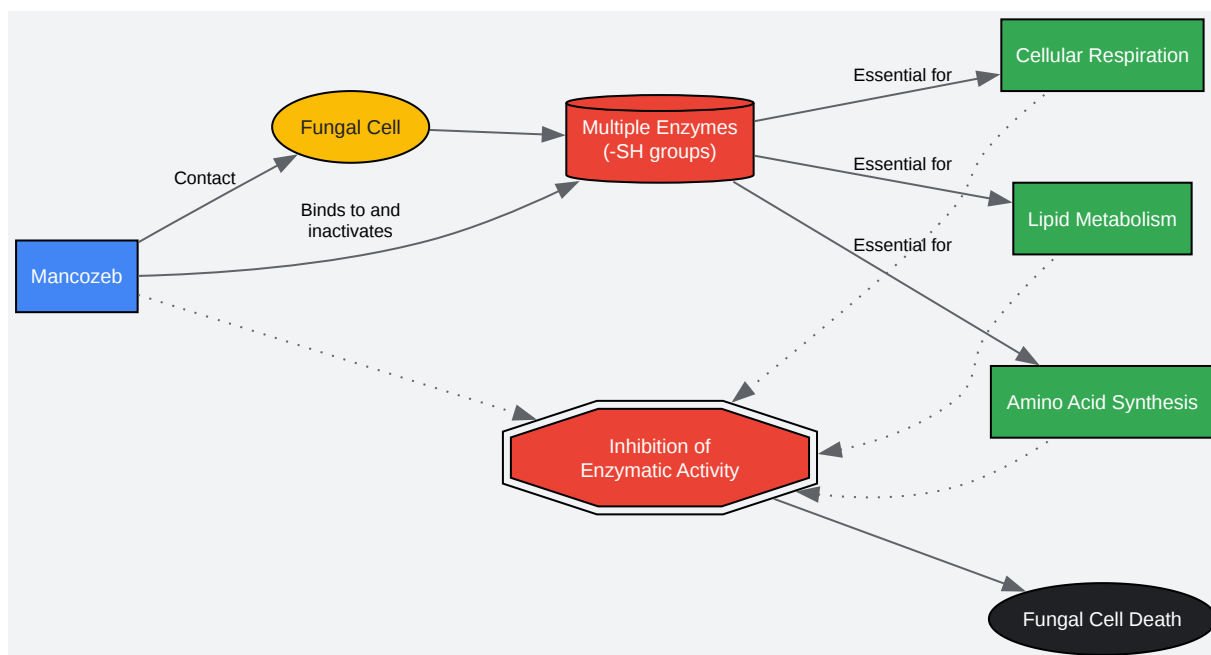 Cellular Respiration
Essential for
Multiple Enzymes
(-SH groups)
Fungal Cell
Essential for
Contact
Binds to and
inactivates
Lipid Metabolism
Essential for
Mancozeb
Amino Acid Synthesis
Inhibition of
Enzymatic Activity
Fungal Cell Death